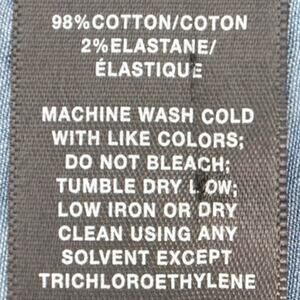 98%COTTON/COTON
2%ELASTANE/
ÉLASTIQUE
MACHINE WASH COLD
WITH LIKE COLORS;
DO NOT BLEACH;
TUMBLE DRY LOW;
LOW IRON OR DRY
CLEAN USING ANY
SOLVENT EXCEPT
TRICHLOROETHYLENE